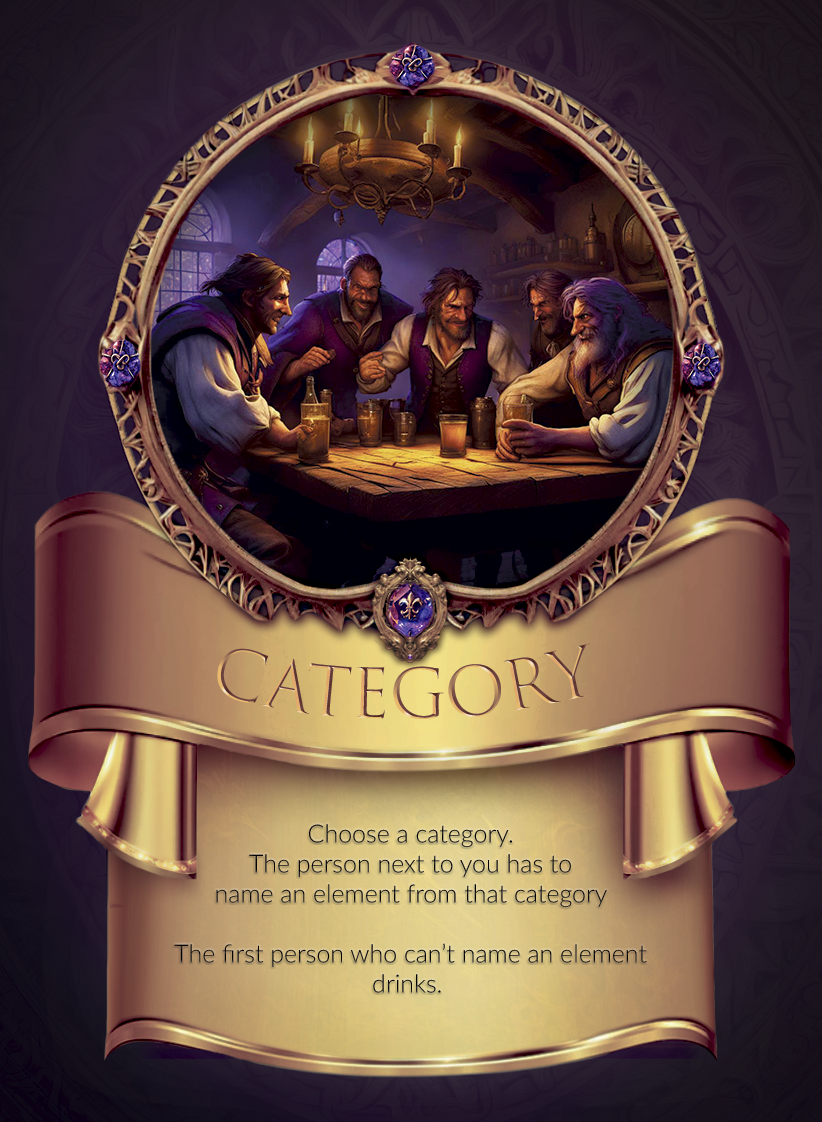 CATEGORY
Choose a category.
The person next to you has to
name an element from that category
The first person who can't name an element
drinks.